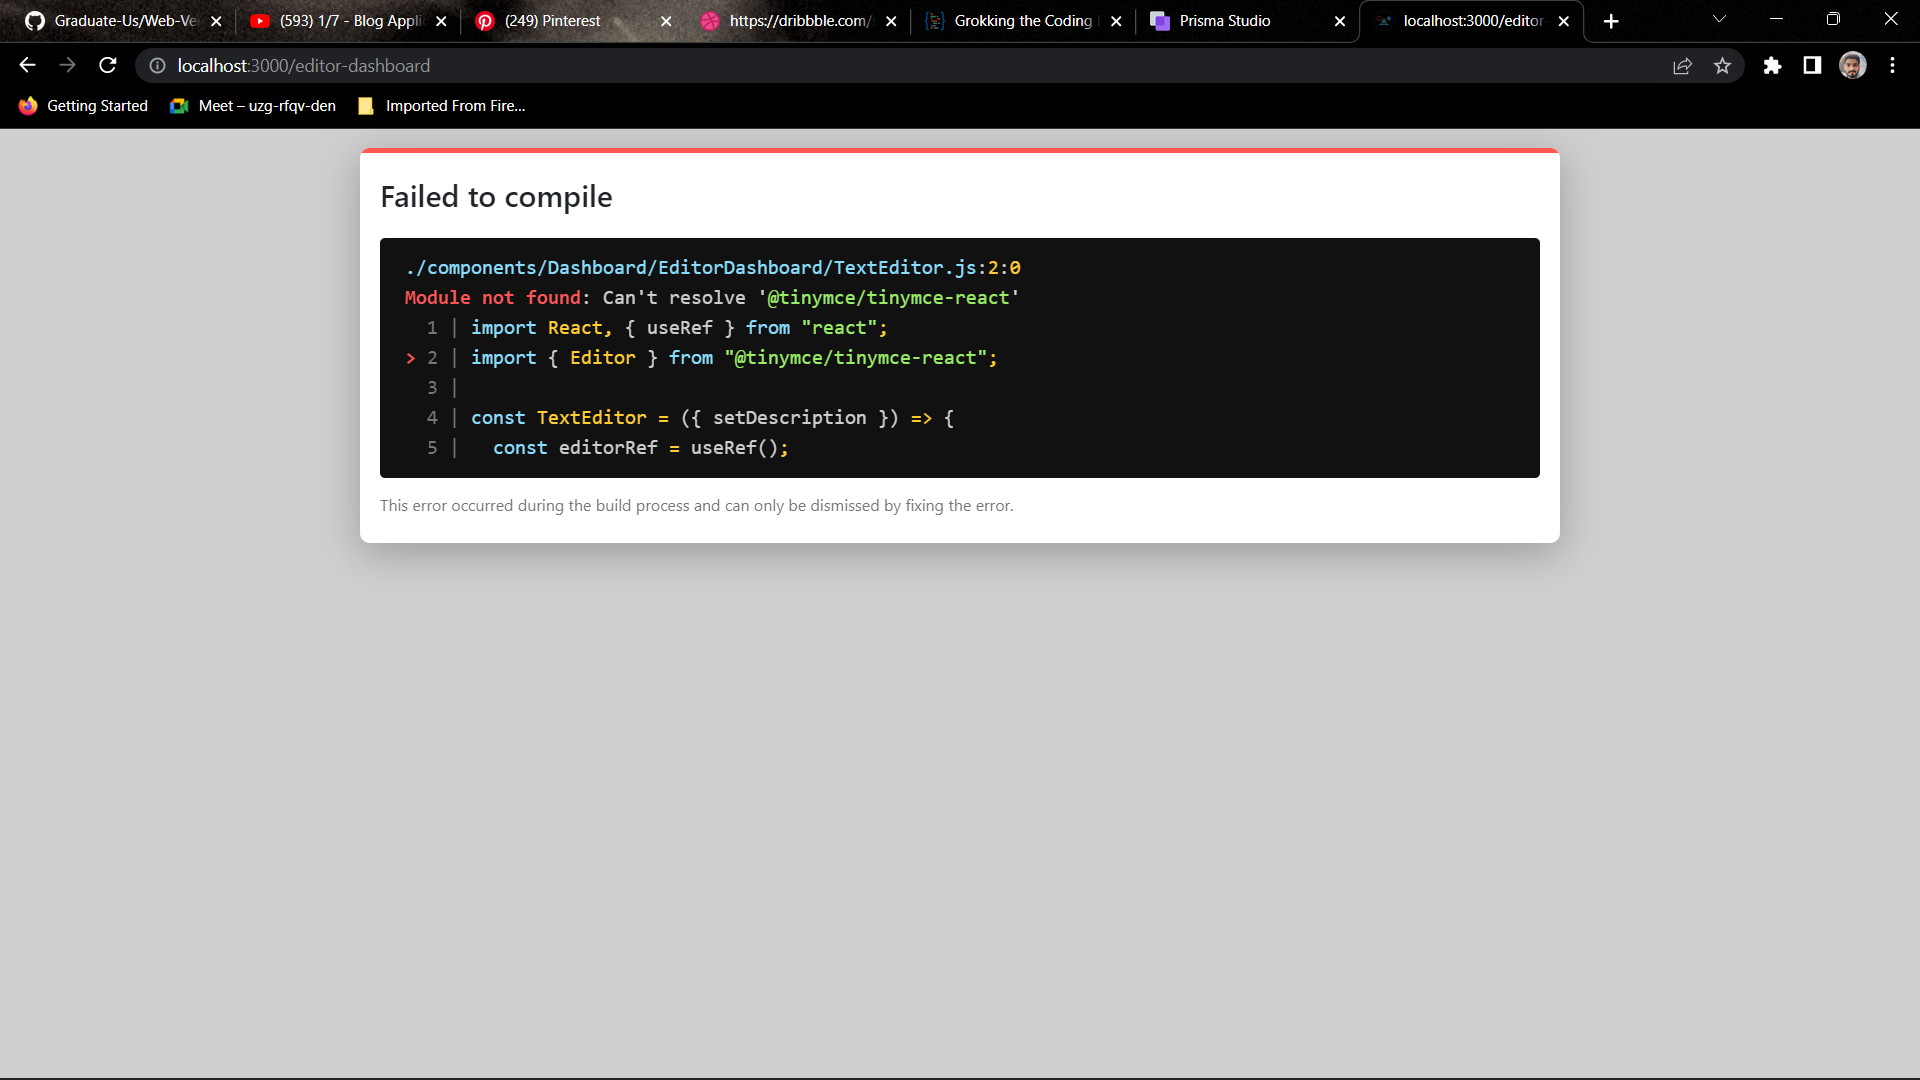 Graduate-Us/Web-Ve
(593) 1/7 - Blog Appli
(249) Pinterest
https://dribbble.com/
Grokking the Coding
Prisma Studio
localhost:3000/editor
localhost:3000/editor-dashboard
Getting Started
Meet – uzg-rfqv-den
Imported From Fire...
Failed to compile
./components/Dashboard/EditorDashboard/TextEditor.js:2:0
Module not found: Can't resolve '@tinymce/tinymce-react'
1 | import React, { useRef } from "react";
> 2 | import { Editor } from "@tinymce/tinymce-react";
3 |
4 | const TextEditor = ({ setDescription }) => {
5 |   const editorRef = useRef();
This error occurred during the build process and can only be dismissed by fixing the error.